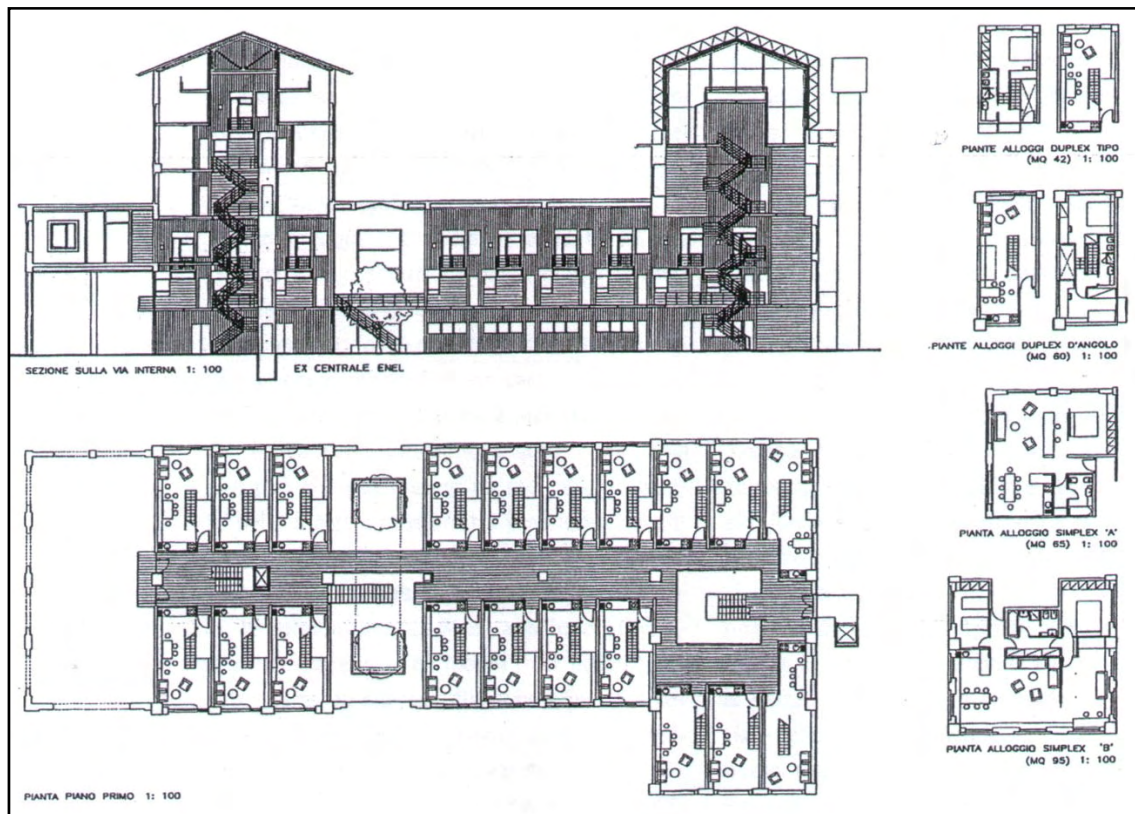 SEZIONE SULLA VIA INTERNA 1: 100
EX CENTRALE ENEL
PIANTA PIANO PRIMO 1: 100
PIANTE ALLOGGI DUPLEX TIPO
(MQ 42) 1: 100
PIANTE ALLOGGI DUPLEX D'ANGOLO
(MQ 60) 1: 100
PIANTA ALLOGGIO SIMPLEX "A"
(MQ 65) 1: 100
PIANTA ALLOGGIO SIMPLEX "B"
(MQ 95) 1: 100